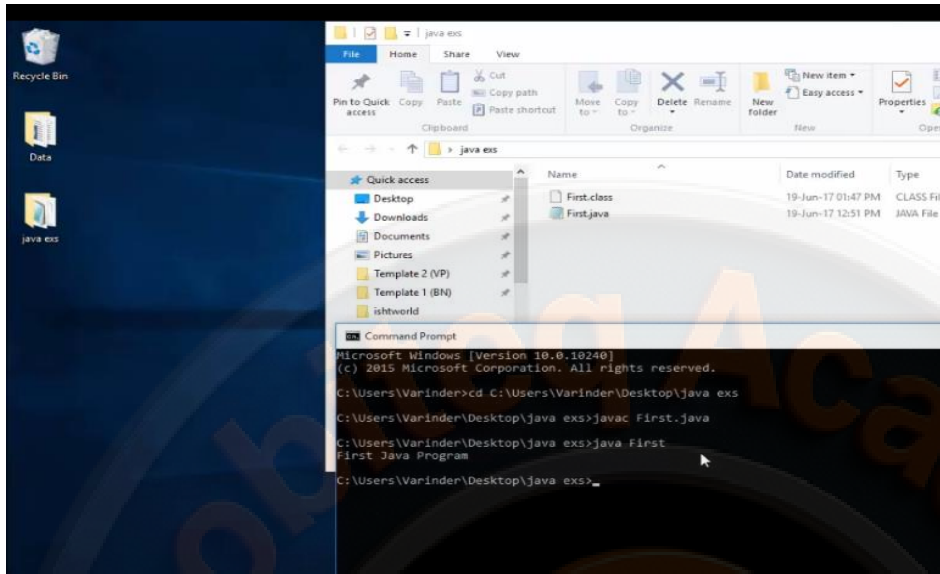 java exs
File Home Share View
Recycle Bin
Pin to Quick access
Copy
Paste
Cut
Copy path
Paste shortcut
Move to
Copy to
Delete
Rename
New folder
New item
Easy access
Properties
Clipboard
Organize
New
Open
java exs
Data
java exs
Quick access
Desktop
Downloads
Documents
Pictures
Template 2 (VP)
Template 1 (BN)
ishtworld
Name Date modified Type
First.class 19-Jun-17 01:47 PM CLASS Fil
First.java 19-Jun-17 12:51 PM JAVA File
Command Prompt
Microsoft Windows [Version 10.0.10240]
(c) 2015 Microsoft Corporation. All rights reserved.
C:\Users\Varinder>cd C:\Users\Varinder\Desktop\java exs
C:\Users\Varinder\Desktop\java exs>javac First.java
C:\Users\Varinder\Desktop\java exs>java First
First Java Program
C:\Users\Varinder\Desktop\java exs>_